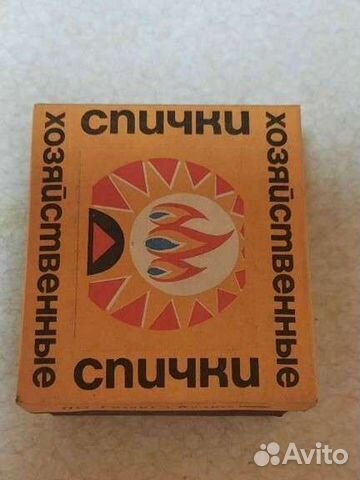 спички
хозяйственные
хозяйственные
спички
Avito